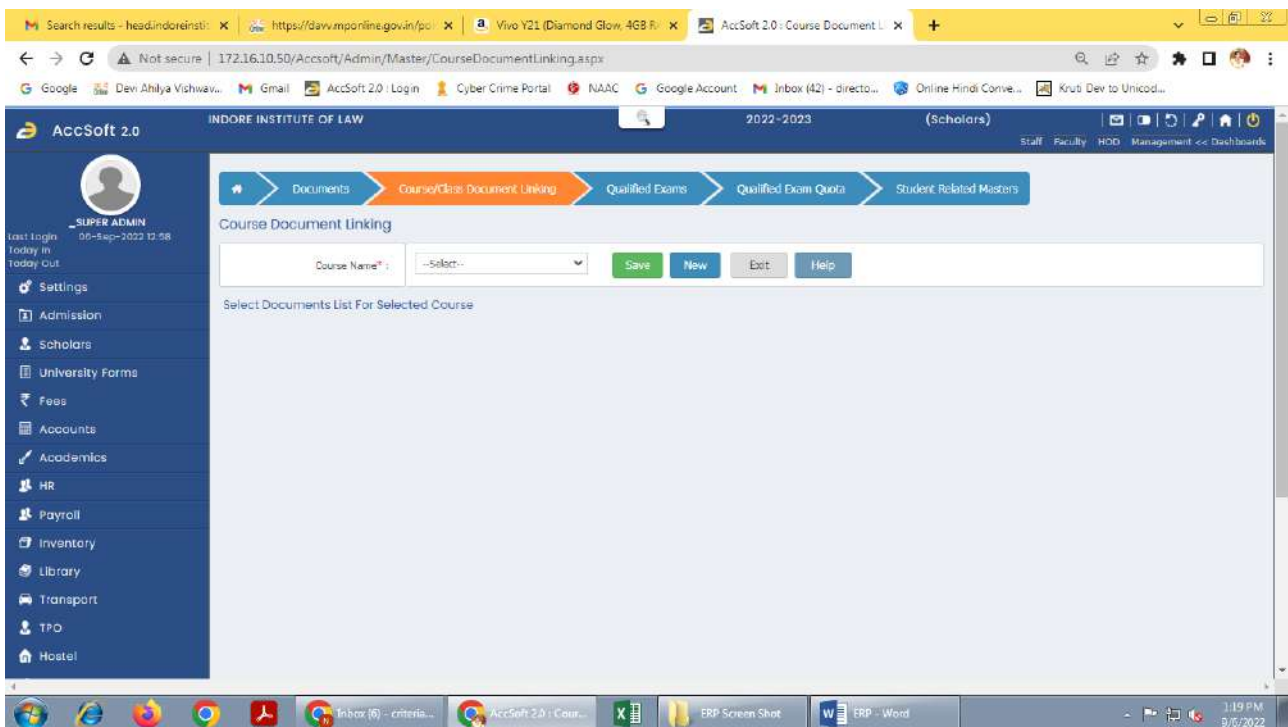 Search results - head.indoreinsti:
https://davv.mponline.gov.in/po
Vivo Y21 (Diamond Glow, 4GB R
AccSoft 2.0 : Course Document L
Not secure | 172.16.10.50/Accsoft/Admin/Master/CourseDocumentLinking.aspx
Google
Devi Ahilya Vishwav...
Gmail
AccSoft 2.0 : Login
Cyber Crime Portal
NAAC
Google Account
Inbox (42) - directo...
Online Hindi Conve...
Kruti Dev to Unicod...
AccSoft 2.0
INDORE INSTITUTE OF LAW
2022-2023
(Scholars)
Staff Faculty HOD Management << Dashboards
_SUPER ADMIN
Last Login 06-Sep-2022 12:58
Today In
Today Out
Documents
Course/Class Document Linking
Qualified Exams
Qualified Exam Quota
Student Related Masters
Course Document Linking
Course Name* :
--Select--
Save
New
Exit
Help
Select Documents List For Selected Course
Settings
Admission
Scholars
University Forms
Fees
Accounts
Academics
HR
Payroll
Inventory
Library
Transport
TPO
Hostel
Inbox (6) - criteria...
AccSoft 2.0 : Cour...
ERP Screen Shot
ERP - Word
1:19 PM
9/6/2022